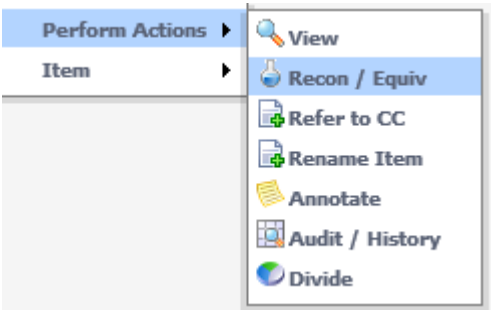 Perform Actions
Item
View
Recon / Equiv
Refer to CC
Rename Item
Annotate
Audit / History
Divide